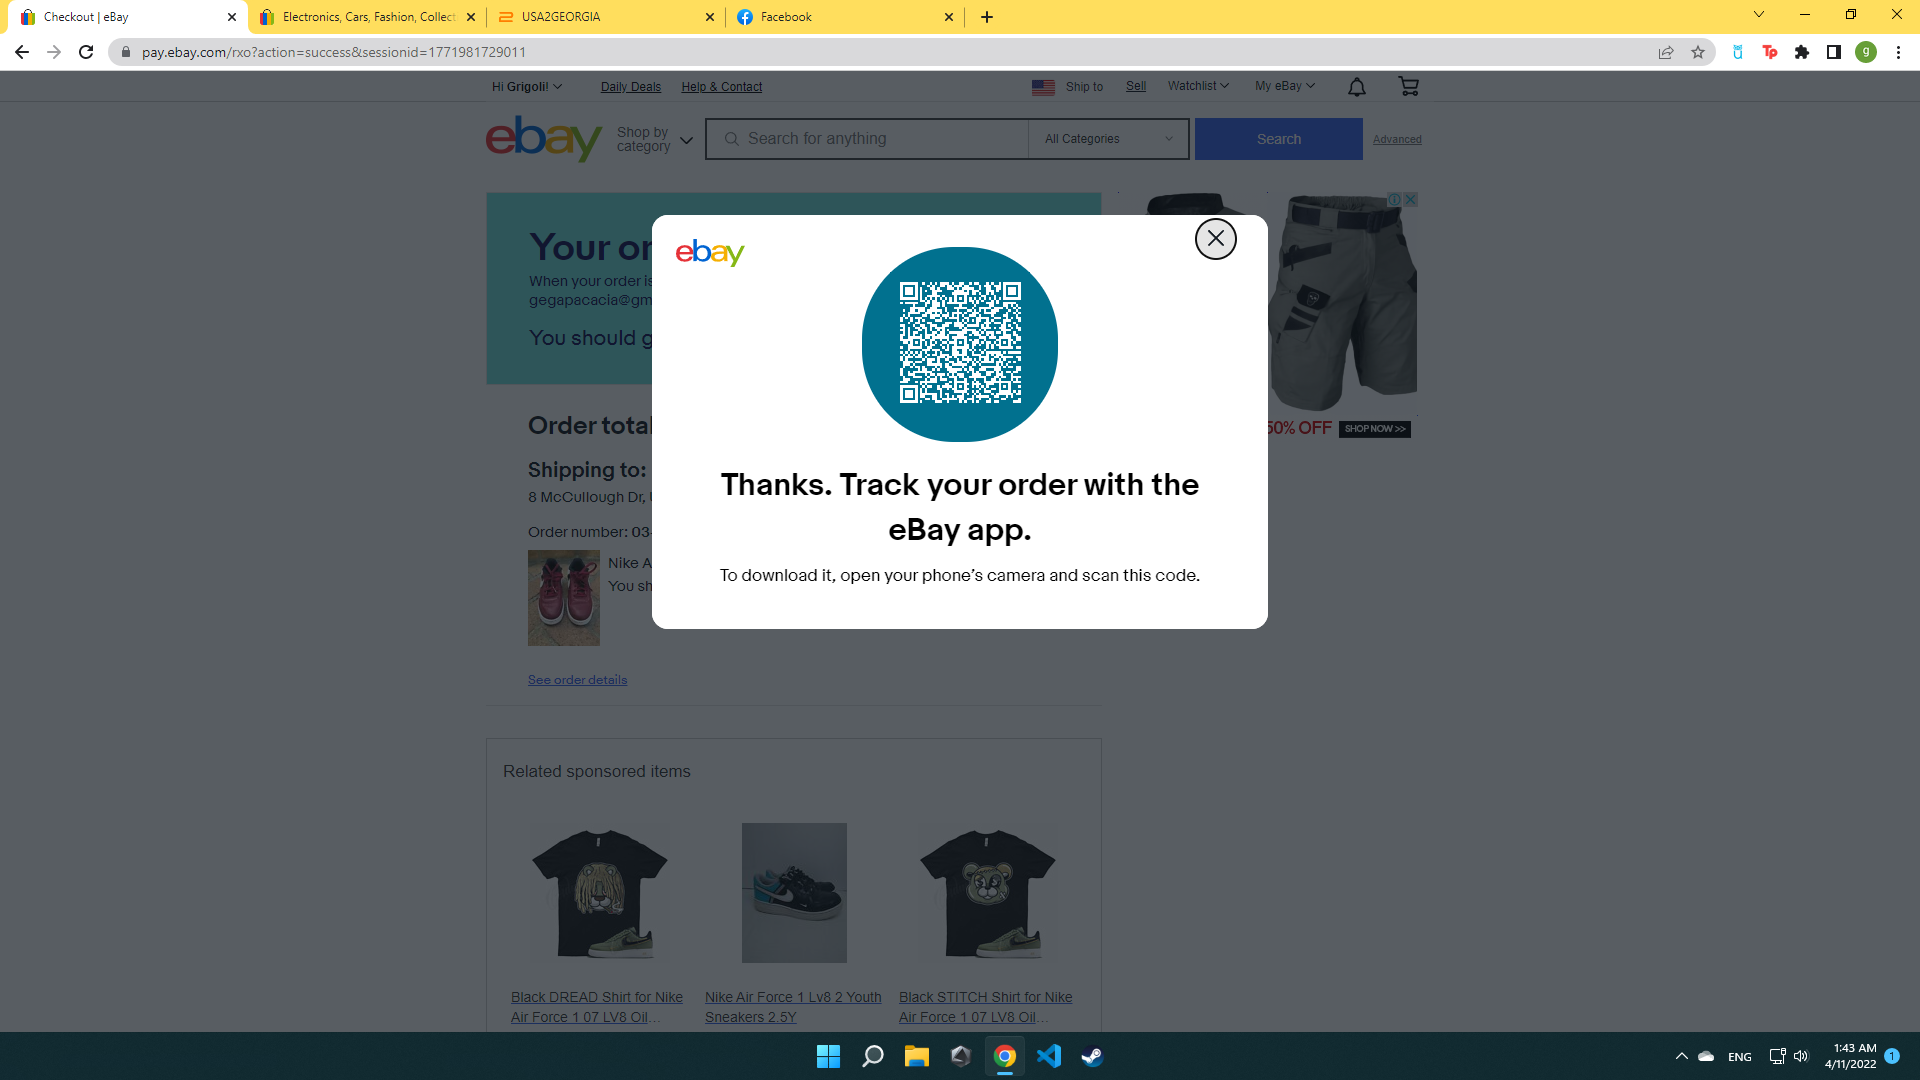 Checkout | eBay
Electronics, Cars, Fashion, Collect
USA2GEORGIA
Facebook
pay.ebay.com/rxo?action=success&sessionid=1771981729011
Tp
g
Hi Grigoli!
Daily Deals
Help & Contact
Ship to
Sell
Watchlist
My eBay
ebay
Shop by
category
Search for anything
All Categories
Search
Advanced
Your or
When your order is
gegapacacia@gm
You should g
ebay
Thanks. Track your order with the
eBay app.
To download it, open your phone’s camera and scan this code.
50% OFF
SHOP NOW >>
Order total
Shipping to:
8 McCullough Dr,
Order number: 03
Nike A
You sh
See order details
Related sponsored items
Black DREAD Shirt for Nike
Air Force 1 07 LV8 Oil…
Nike Air Force 1 Lv8 2 Youth
Sneakers 2.5Y
Black STITCH Shirt for Nike
Air Force 1 07 LV8 Oil…
ENG
1:43 AM
4/11/2022
1